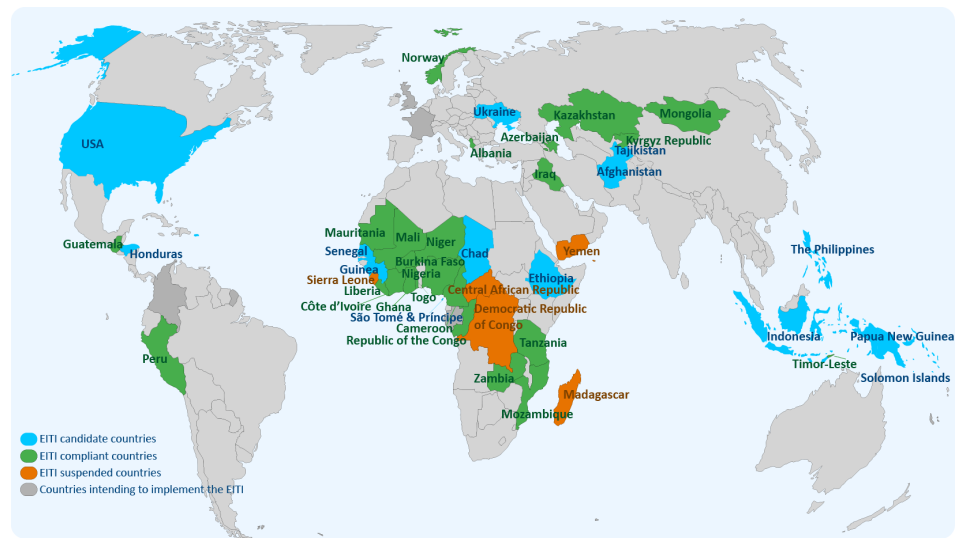 Norway
Ukraine
Kazakhstan
Mongolia
Azerbaijan
Kyrgyz Republic
Albania
Tajikistan
USA
Iraq
Afghanistan
Mauritania
Mali
Niger
Guatemala
Honduras
Senegal
Chad
Yemen
The Philippines
Burkina Faso
Guinea
Nigeria
Sierra Leone
Ethiopia
Liberia
Central African Republic
Togo
Côte d'Ivoire
Ghana
Democratic Republic
of Congo
São Tomé & Príncipe
Cameroon
Republic of the Congo
Tanzania
Indonesia
Papua New Guinea
Peru
Timor-Leste
Zambia
Solomon Islands
Madagascar
Mozambique
EITI candidate countries
EITI compliant countries
EITI suspended countries
Countries intending to implement the EITI